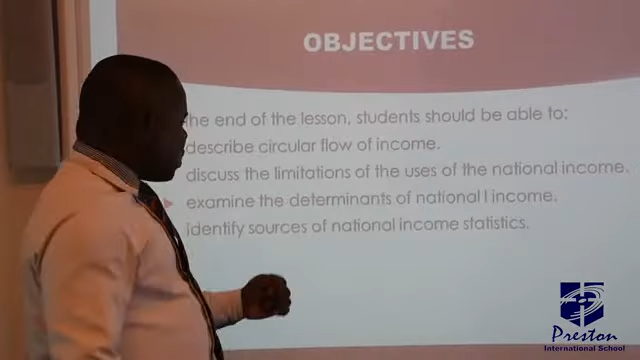 OBJECTIVES
the end of the lesson, students should be able to:
describe circular flow of income.
discuss the limitations of the uses of the national income.
examine the determinants of national l income.
identify sources of national income statistics.
Preston
International School